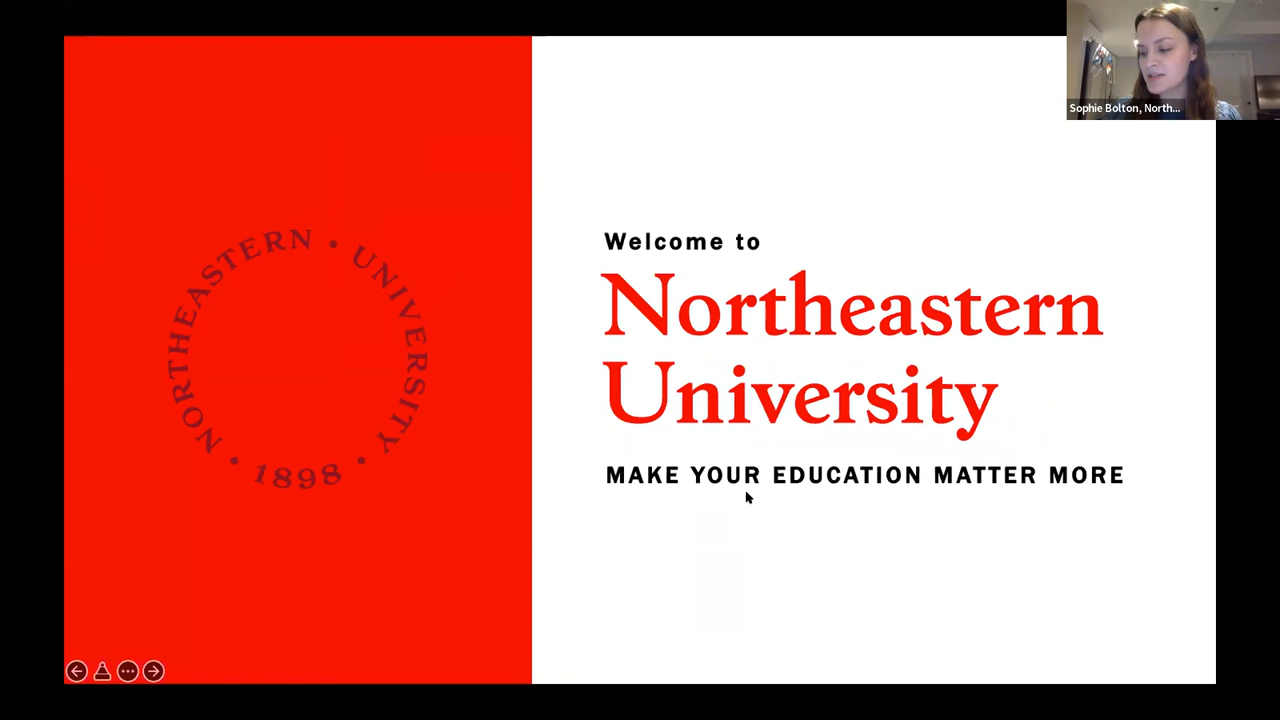 Sophie Bolton, North...
NORTHEASTERN • UNIVERSITY • 1898 •
Welcome to
Northeastern
University
MAKE YOUR EDUCATION MATTER MORE